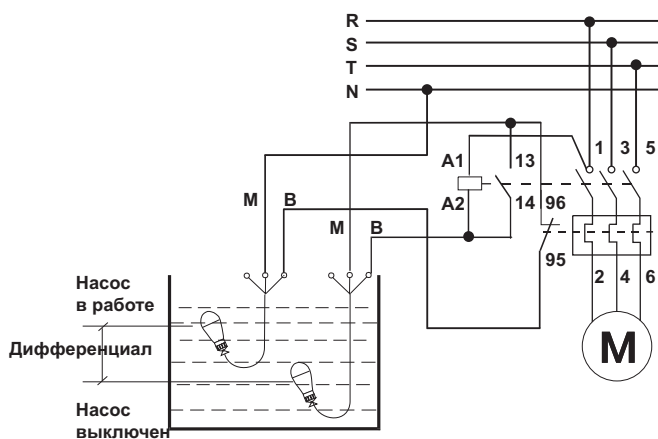 R
S
T
N
A1
13
1
3
5
A2
14
96
M
B
M
B
95
Насос
в работе
2
4
6
Дифференциал
M
Насос
выключен